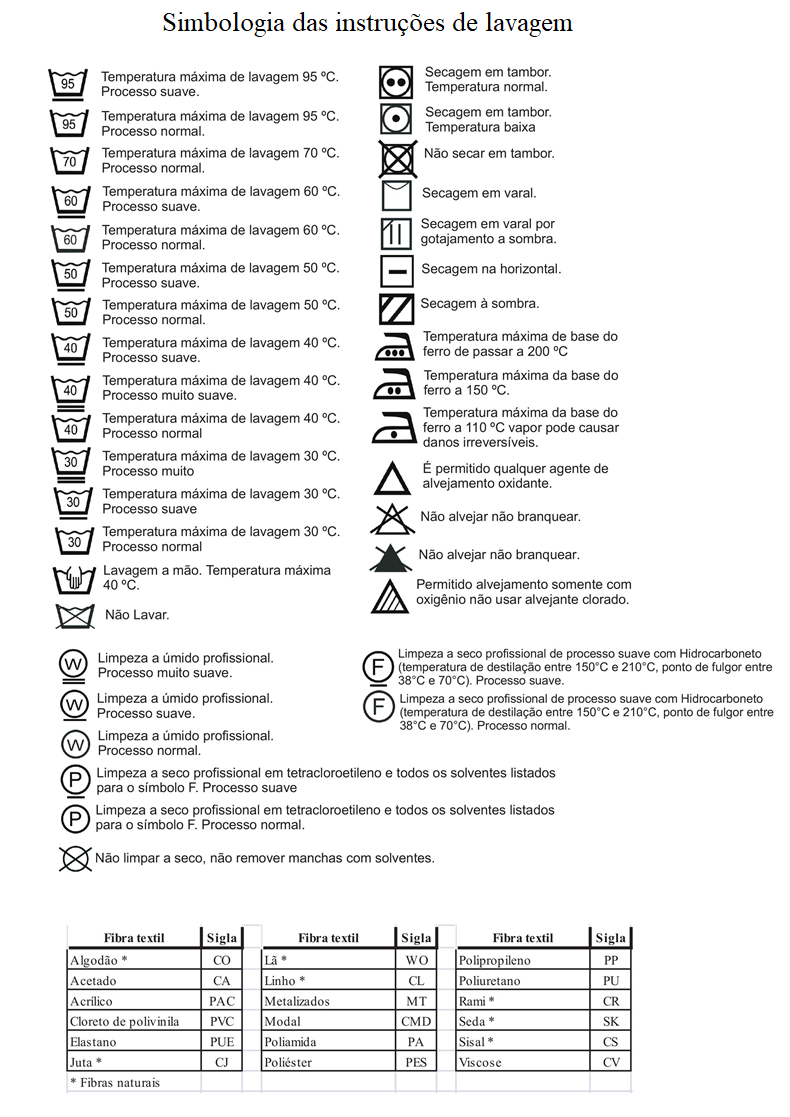 Simbologia das instruções de lavagem
95
Temperatura máxima de lavagem 95 ºC.
Processo suave.
95
Temperatura máxima de lavagem 95 ºC.
Processo normal.
70
Temperatura máxima de lavagem 70 ºC.
Processo normal.
60
Temperatura máxima de lavagem 60 ºC.
Processo suave.
60
Temperatura máxima de lavagem 60 ºC.
Processo normal.
50
Temperatura máxima de lavagem 50 ºC.
Processo suave.
50
Temperatura máxima de lavagem 50 ºC.
Processo normal.
40
Temperatura máxima de lavagem 40 ºC.
Processo suave.
40
Temperatura máxima de lavagem 40 ºC.
Processo muito suave.
40
Temperatura máxima de lavagem 40 ºC.
Processo normal
30
Temperatura máxima de lavagem 30 ºC.
Processo muito
30
Temperatura máxima de lavagem 30 ºC.
Processo suave
30
Temperatura máxima de lavagem 30 ºC.
Processo normal
Lavagem a mão. Temperatura máxima
40 ºC.
Não Lavar.
Secagem em tambor.
Temperatura normal.
Secagem em tambor.
Temperatura baixa
Não secar em tambor.
Secagem em varal.
Secagem em varal por
gotajamento a sombra.
Secagem na horizontal.
Secagem à sombra.
Temperatura máxima de base do
ferro de passar a 200 ºC
Temperatura máxima da base do
ferro a 150 ºC.
Temperatura máxima da base do
ferro a 110 ºC vapor pode causar
danos irreversíveis.
É permitido qualquer agente de
alvejamento oxidante.
Não alvejar não branquear.
Não alvejar não branquear.
Permitido alvejamento somente com
oxigênio não usar alvejante clorado.
W
Limpeza a úmido profissional.
Processo muito suave.
W
Limpeza a úmido profissional.
Processo suave.
W
Limpeza a úmido profissional.
Processo normal.
F
Limpeza a seco profissional de processo suave com Hidrocarboneto
(temperatura de destilação entre 150°C e 210°C, ponto de fulgor entre
38°C e 70°C). Processo suave.
F
Limpeza a seco profissional de processo suave com Hidrocarboneto
(temperatura de destilação entre 150°C e 210°C, ponto de fulgor entre
38°C e 70°C). Processo normal.
P
Limpeza a seco profissional em tetracloroetileno e todos os solventes listados
para o símbolo F. Processo suave
P
Limpeza a seco profissional em tetracloroetileno e todos os solventes listados
para o símbolo F. Processo normal.
Não limpar a seco, não remover manchas com solventes.
Fibra textil Sigla Fibra textil Sigla Fibra textil Sigla
Algodão * CO Lã * WO Polipropileno PP
Acetado CA Linho * CL Poliuretano PU
Acrílico PAC Metalizados MT Rami * CR
Cloreto de polivinila PVC Modal CMD Seda * SK
Elastano PUE Poliamida PA Sisal * CS
Juta * CJ Poliéster PES Viscose CV
* Fibras naturais